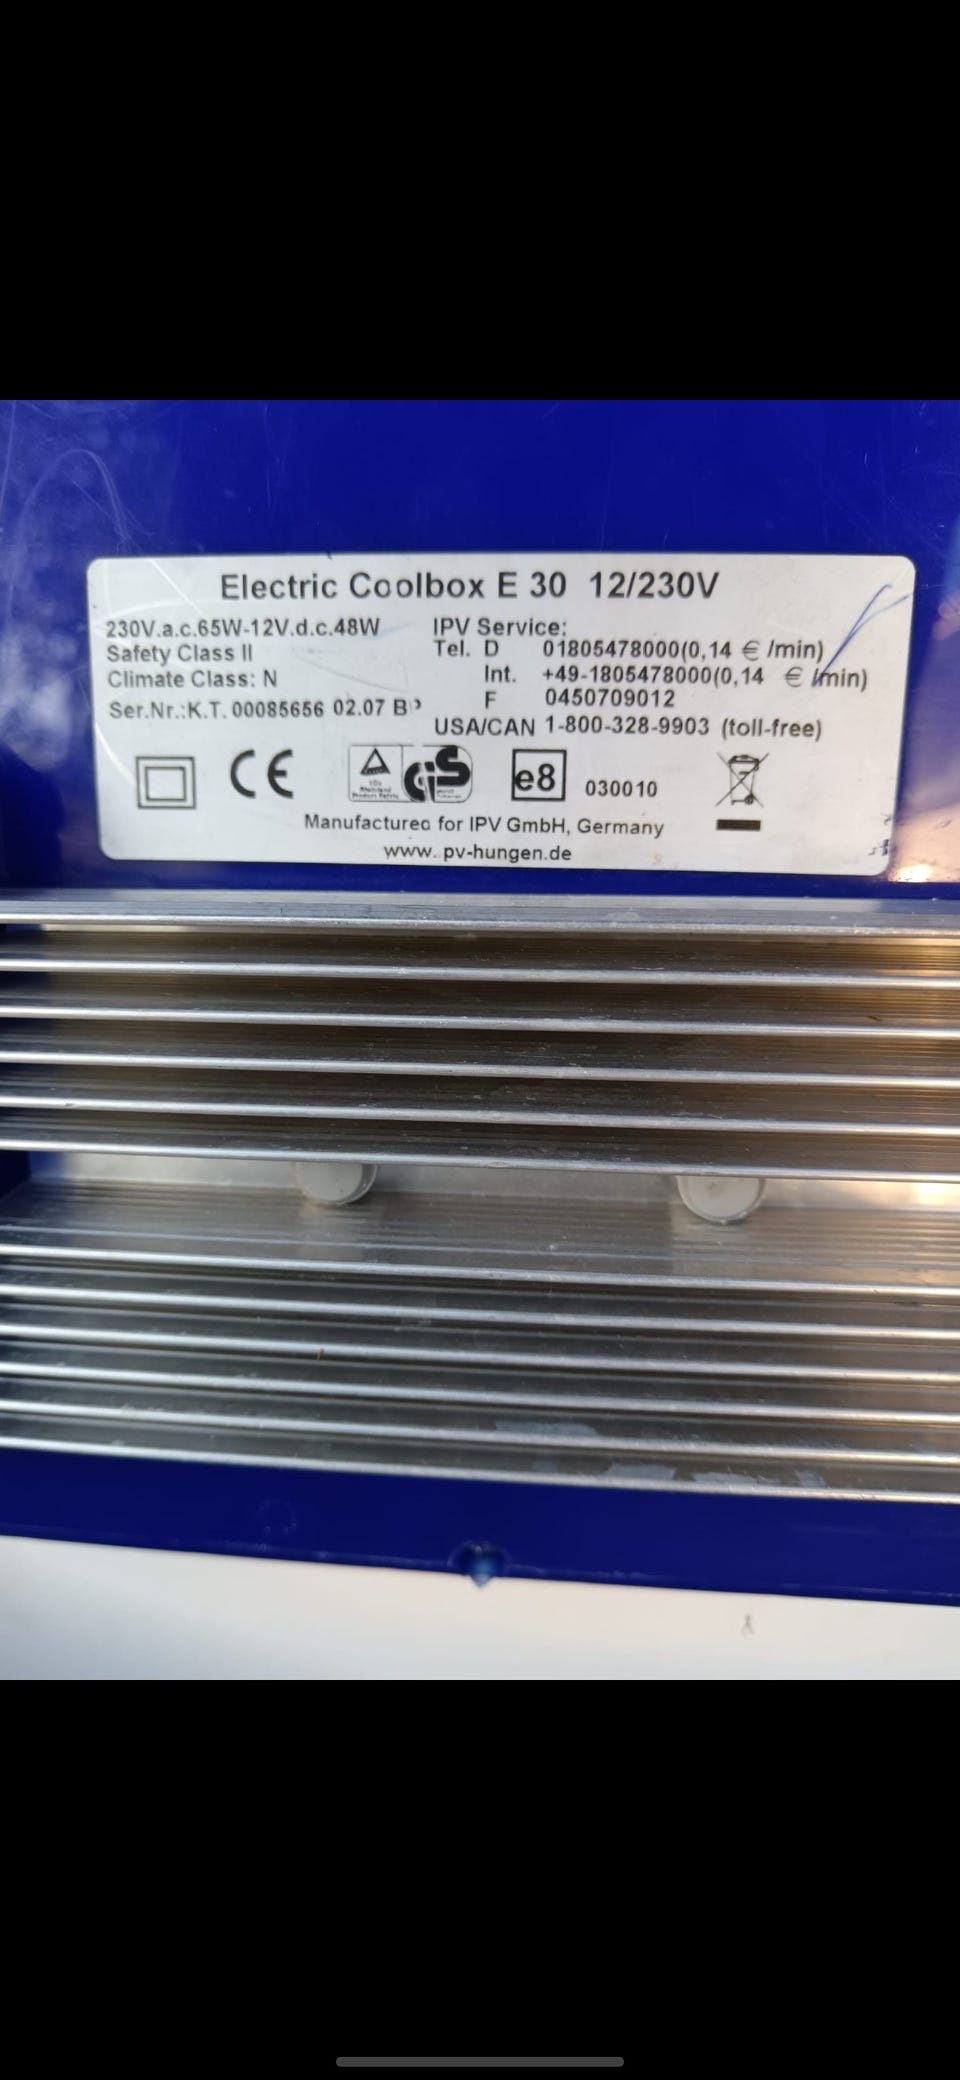 Electric Coolbox E 30 12/230V
230V.a.c.65W-12V.d.c.48W
Safety Class II
Climate Class: N
Ser.Nr.:K.T. 00085656 02.07 B
IPV Service:
Tel. D 01805478000(0,14 € /min)
Int. +49-1805478000(0,14 € /min)
F 0450709012
USA/CAN 1-800-328-9903 (toll-free)
CE
GS
e8
030010
Manufactured for IPV GmbH, Germany
www. pv-hungen.de